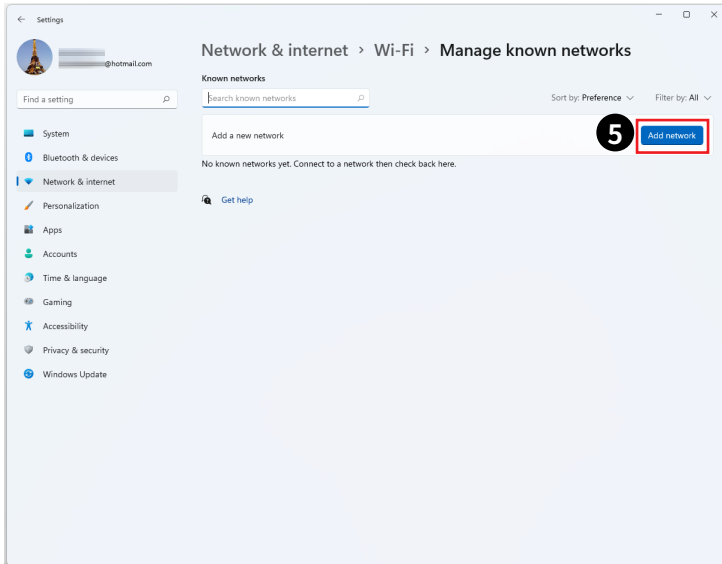 Settings
@hotmail.com
Find a setting
System
Bluetooth & devices
Network & internet
Personalization
Apps
Accounts
Time & language
Gaming
Accessibility
Privacy & security
Windows Update
Network & internet > Wi-Fi > Manage known networks
Known networks
Search known networks
Sort by: Preference
Filter by: All
Add a new network
5
Add network
No known networks yet. Connect to a network then check back here.
Get help